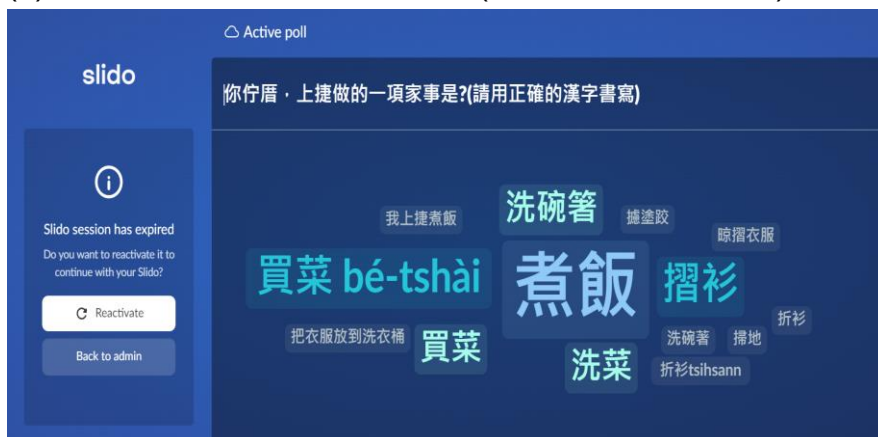 Active poll
slido
你佇厝,上捷做的一項家事是?(請用正確的漢字書寫)
Slido session has expired
Do you want to reactivate it to
continue with your Slido?
Reactivate
Back to admin
洗碗箸
我上捷煮飯
摅塗跤
晾摺衣服
買菜 bé-tshài
煮飯
摺衫
折衫
把衣服放到洗衣桶
買菜
洗碗著
掃地
洗菜
折衫tsihsann